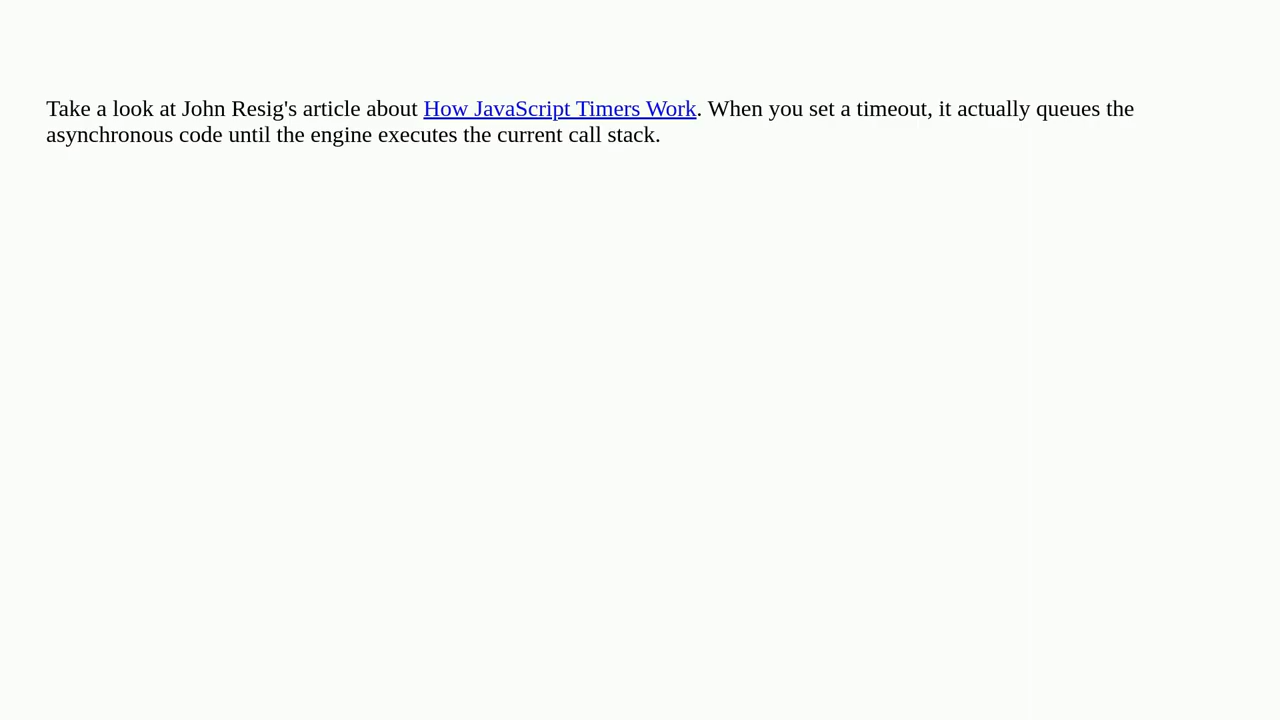 Take a look at John Resig's article about How JavaScript Timers Work. When you set a timeout, it actually queues the
asynchronous code until the engine executes the current call stack.